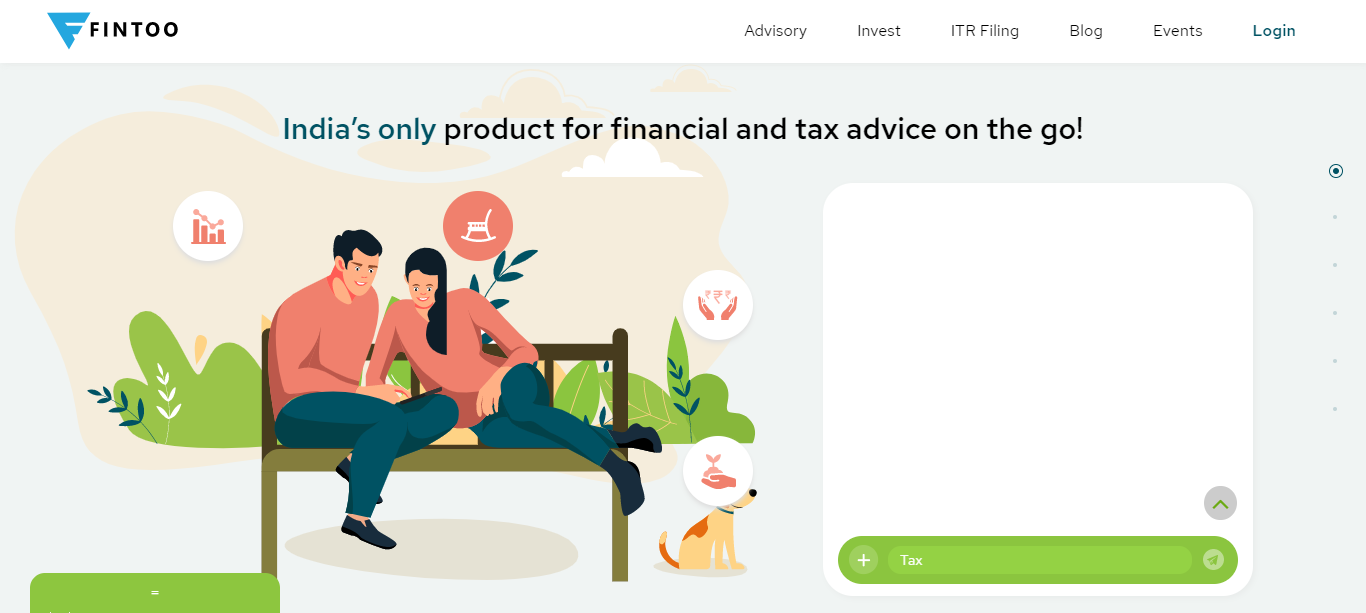 FINTOO
Advisory
Invest
ITR Filing
Blog
Events
Login
India's only product for financial and tax advice on the go!
₹ ₹ ₹
+
Tax
=